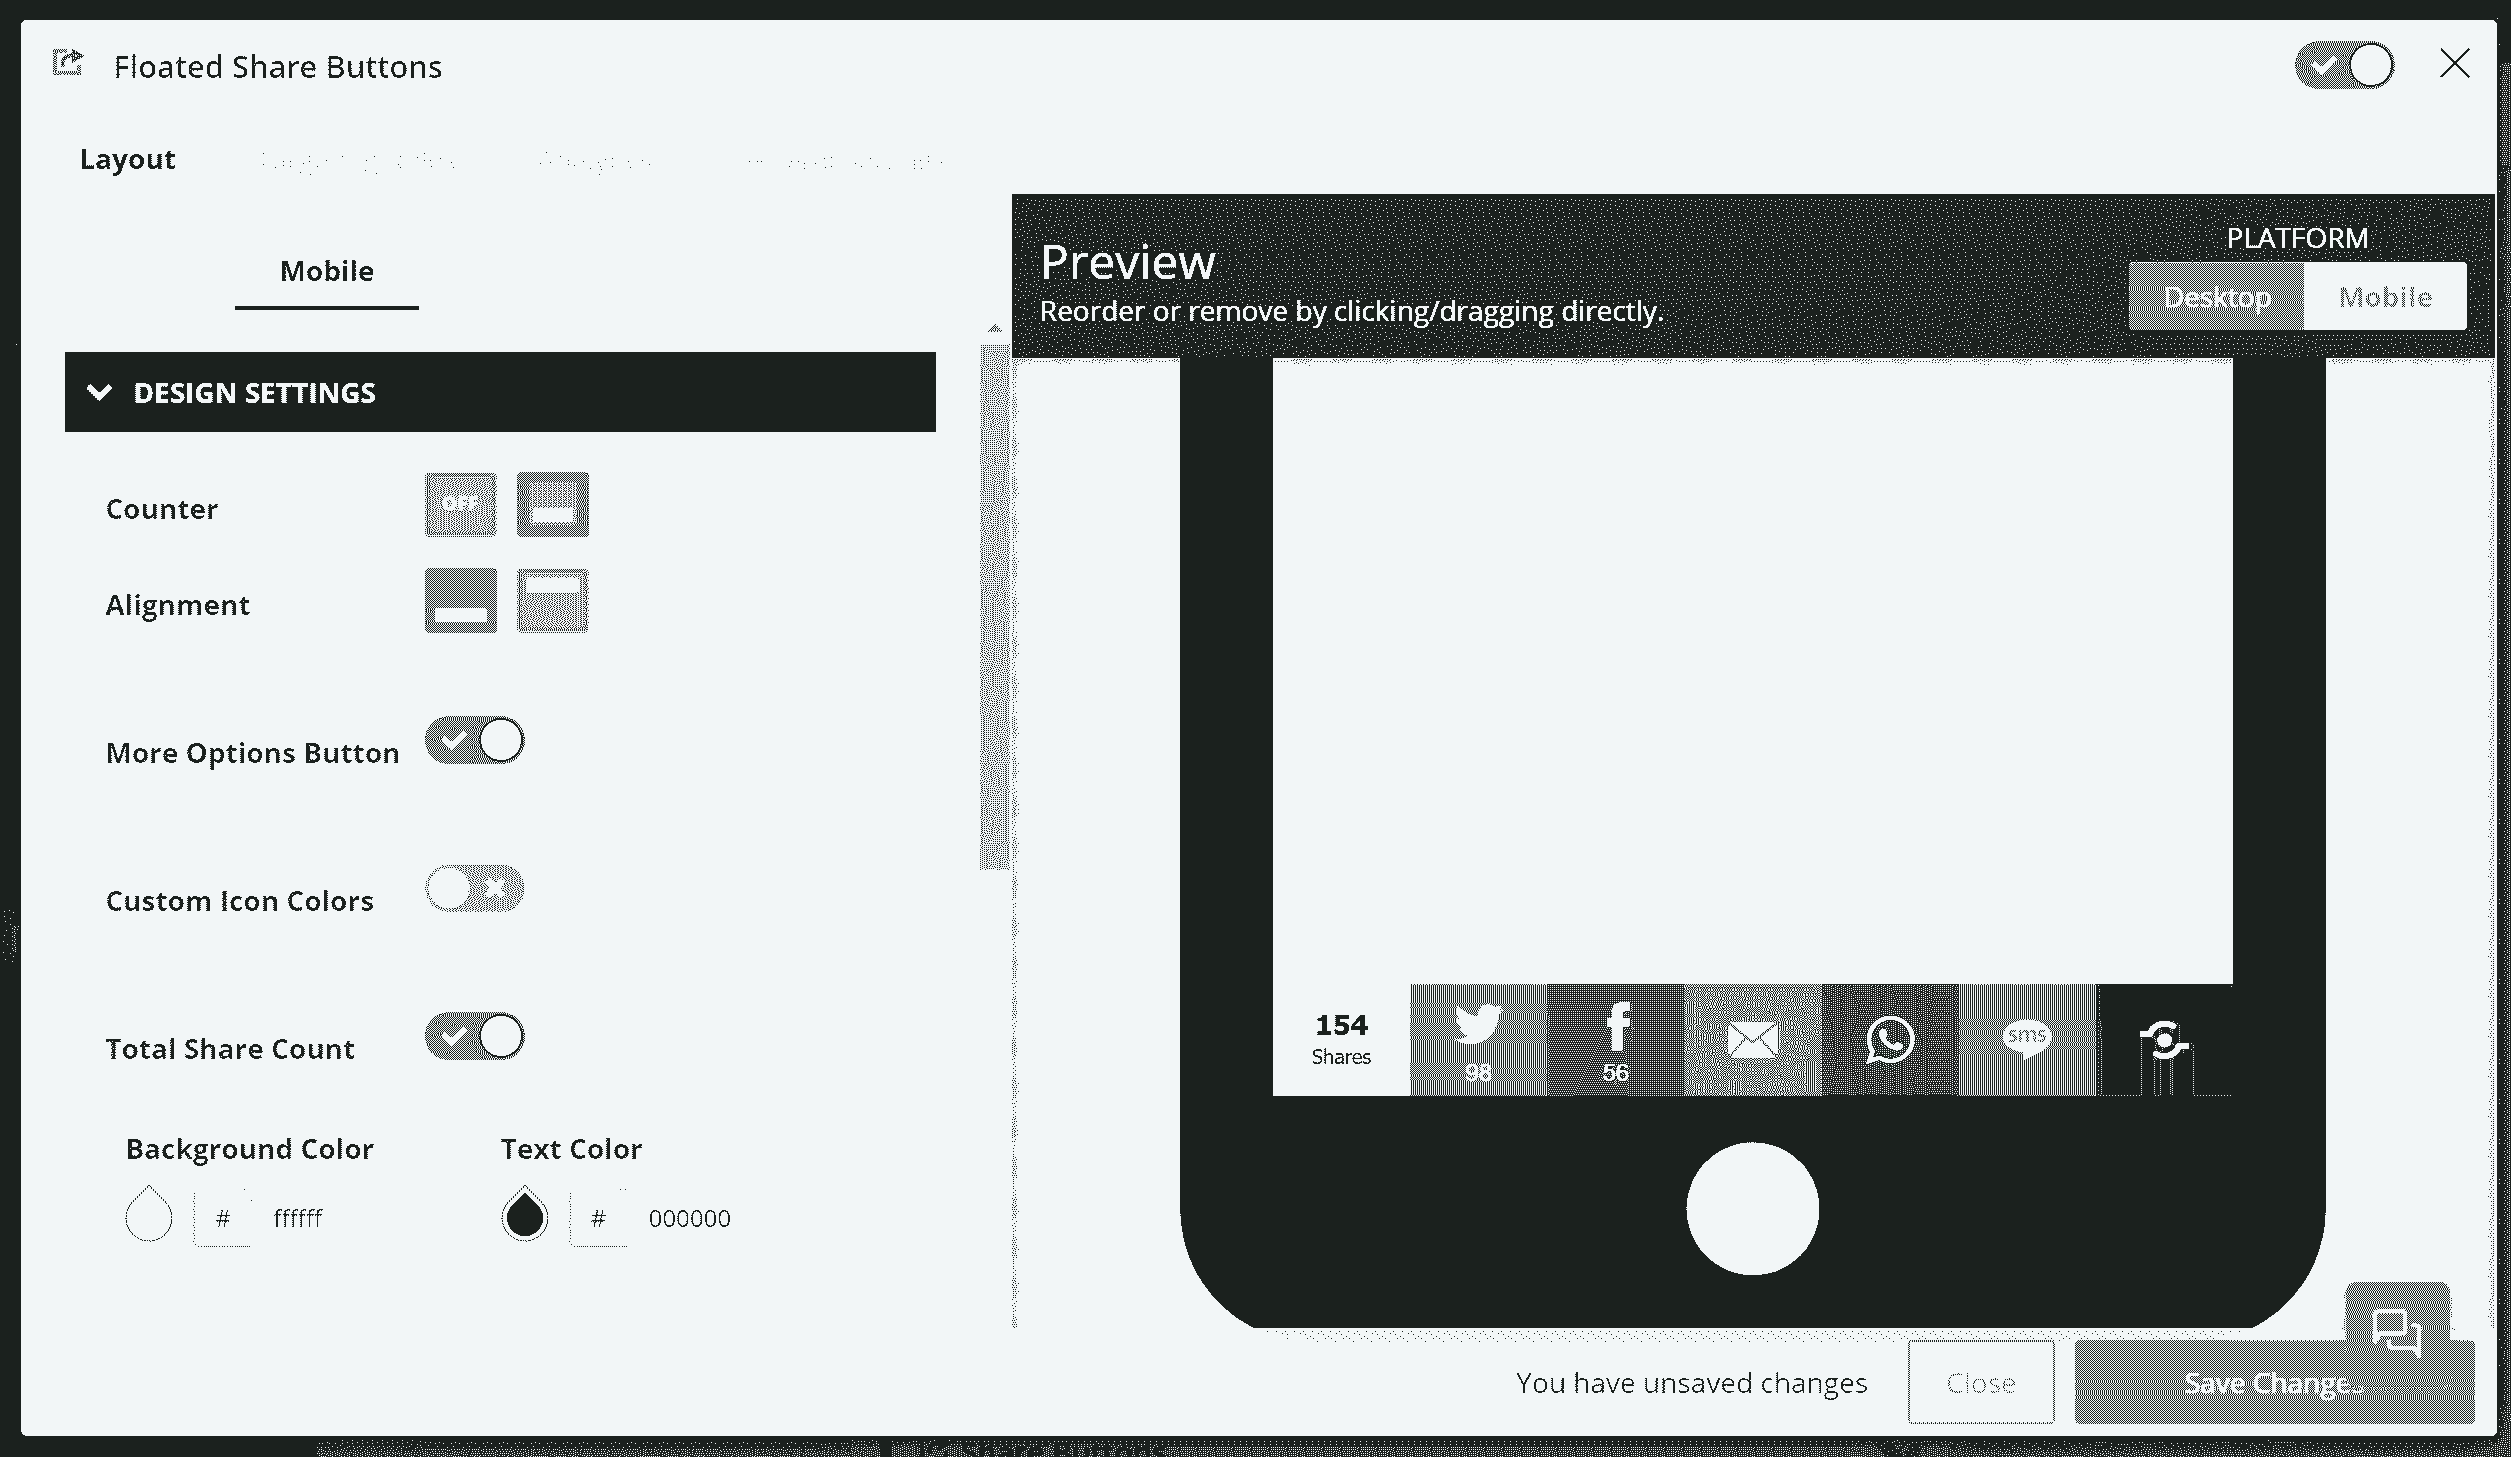 Floated Share Buttons
Layout
Mobile
DESIGN SETTINGS
Counter
OFF
Alignment
More Options Button
Custom Icon Colors
Total Share Count
Background Color
Text Color
# ffffff
# 000000
Preview
Reorder or remove by clicking/dragging directly.
PLATFORM
Desktop
Mobile
154
Shares
98
56
sms
You have unsaved changes
Close
Save Change